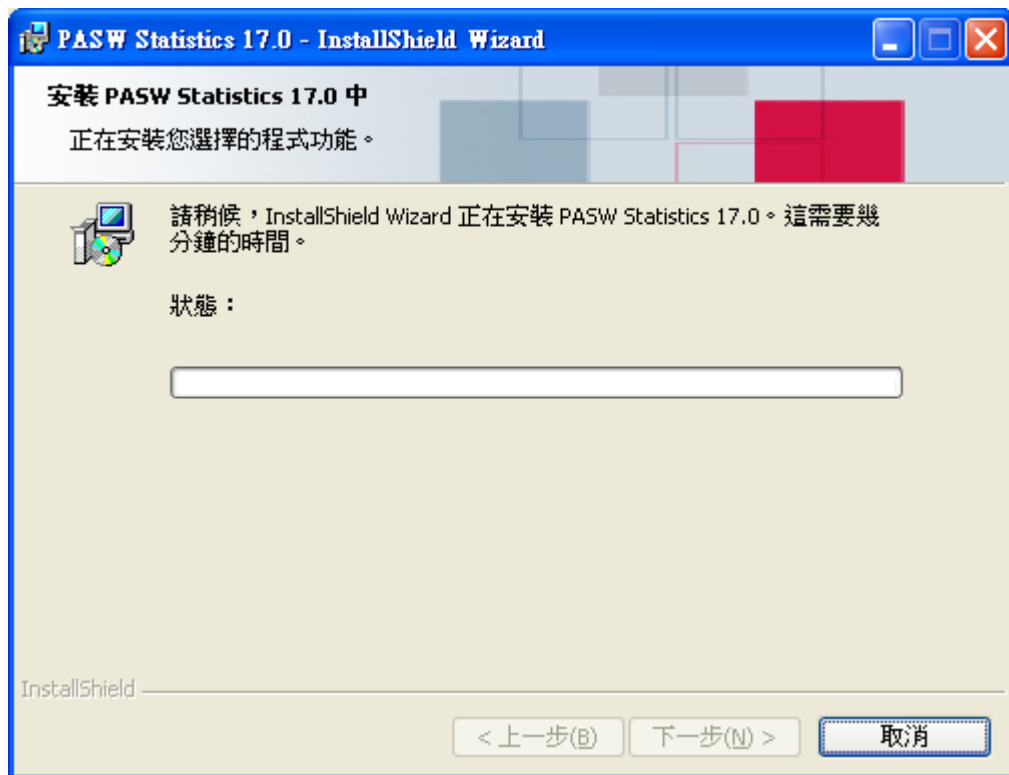 PASW Statistics 17.0 - InstallShield Wizard
安裝 PASW Statistics 17.0 中
正在安裝您選擇的程式功能。
請稍候，InstallShield Wizard 正在安裝 PASW Statistics 17.0。這需要幾
分鐘的時間。
狀態：
InstallShield
< 上一步(B) 下一步(N) > 取消